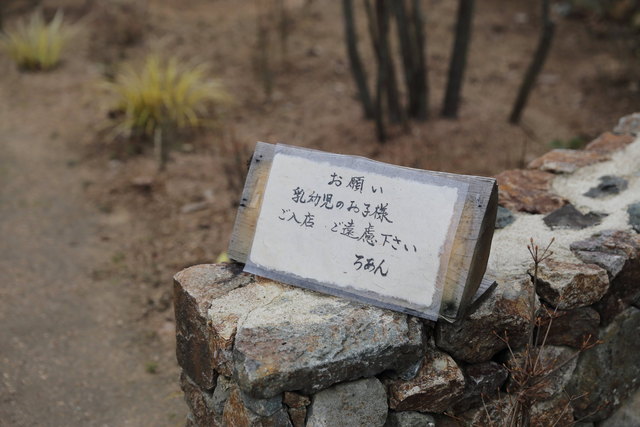 お願い
乳幼児のお子様
ご入店 ご遠慮下さい
ろあん